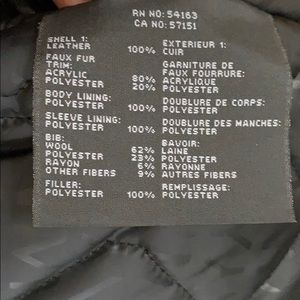 RN NO: 54163
CA NO: 57151
SHELL 1: EXTERIEUR 1:
LEATHER 100% CUIR
FAUX FUR GARNITURE DE
TRIM: FAUX FOURRURE:
ACRYLIC 80% ACRYLIQUE
POLYESTER 20% POLYESTER
BODY LINING: DOUBLURE DE CORPS:
POLYESTER 100% POLYESTER
SLEEVE LINING: DOUBLURE DES MANCHES:
POLYESTER 100% POLYESTER
BIB: BAVOIR:
WOOL 62% LAINE
POLYESTER 23% POLYESTER
RAYON 6% RAYONNE
OTHER FIBERS 9% AUTRES FIBERS
FILLER: REMPLISSAGE:
POLYESTER 100% POLYESTER